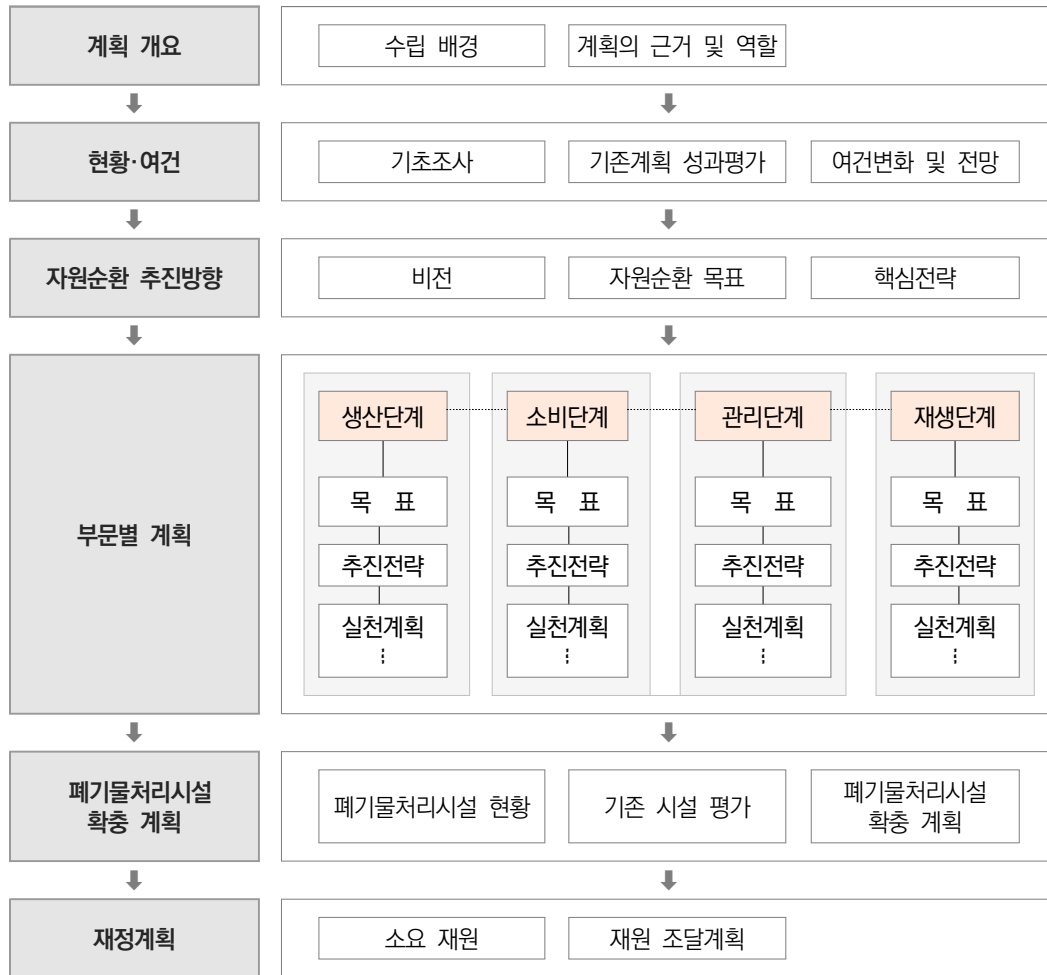 계획 개요
수립 배경
계획의 근거 및 역할
현황·여건
기초조사
기존계획 성과평가
여건변화 및 전망
자원순환 추진방향
비전
자원순환 목표
핵심전략
부문별 계획
생산단계
소비단계
관리단계
재생단계
목 표
목 표
목 표
목 표
추진전략
추진전략
추진전략
추진전략
실천계획
실천계획
실천계획
실천계획
폐기물처리시설
확충 계획
폐기물처리시설 현황
기존 시설 평가
폐기물처리시설
확충 계획
재정계획
소요 재원
재원 조달계획